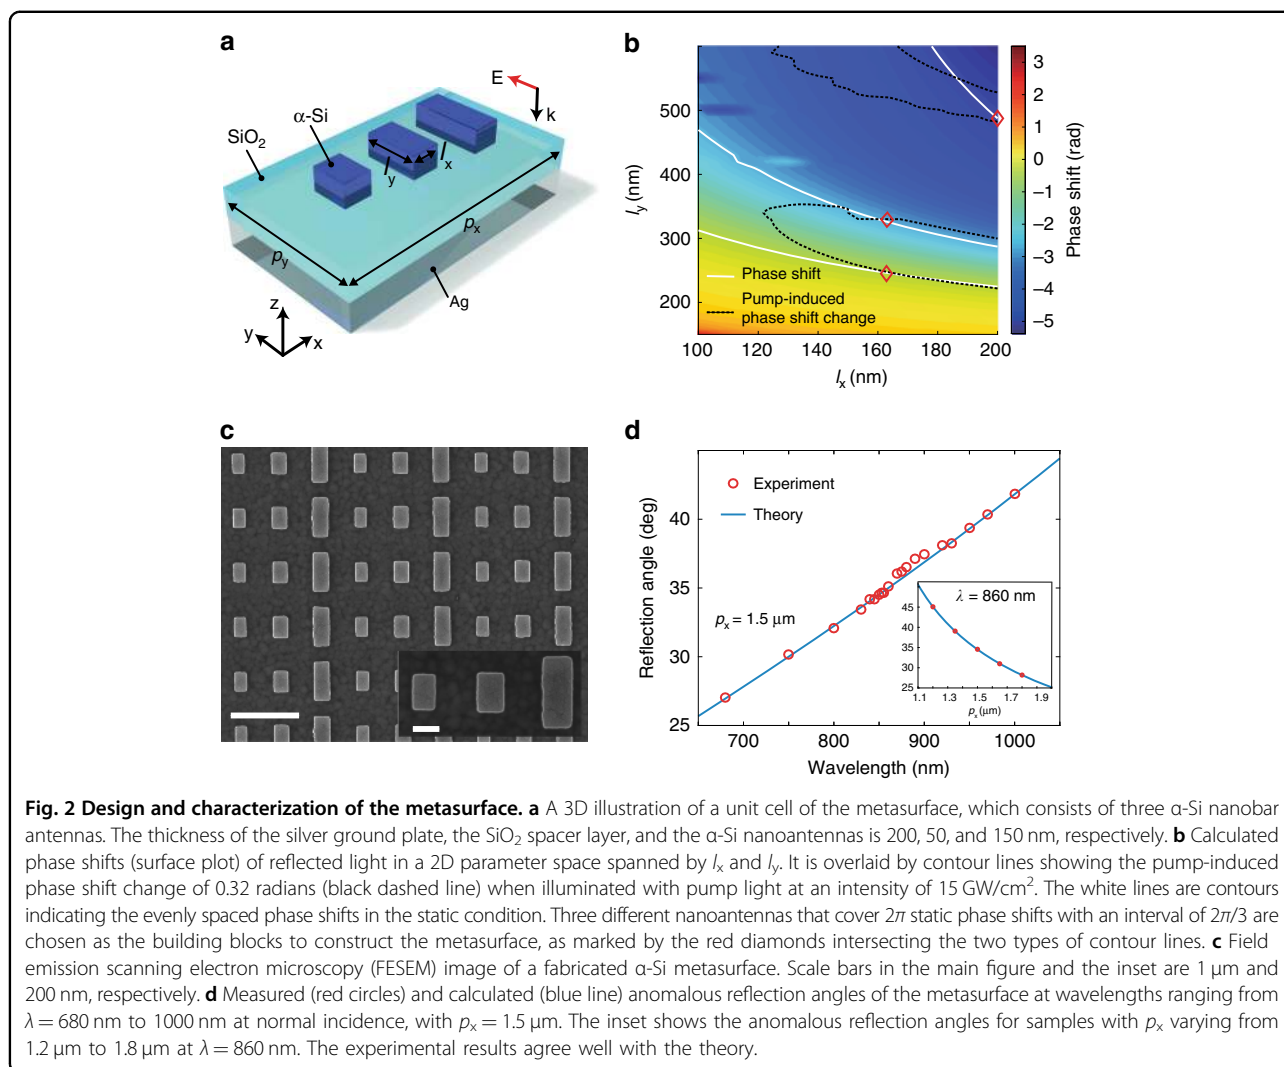 a
E
k
α-Si
SiO2
ly
lx
px
py
Ag
z
y
x
b
500
400
300
200
ly (nm)
Phase shift
Pump-induced
phase shift change
100 120 140 160 180 200
lx (nm)
3
2
1
0
−1
−2
−3
−4
−5
Phase shift (rad)
c
d
Experiment
Theory
40
35
30
25
Reflection angle (deg)
px = 1.5 μm
λ = 860 nm
45
40
35
30
25
1.1 1.3 1.5 1.7 1.9
px (μm)
700 800 900 1000
Wavelength (nm)
Fig. 2 Design and characterization of the metasurface. a A 3D illustration of a unit cell of the metasurface, which consists of three α-Si nanobar
antennas. The thickness of the silver ground plate, the SiO2 spacer layer, and the α-Si nanoantennas is 200, 50, and 150 nm, respectively. b Calculated
phase shifts (surface plot) of reflected light in a 2D parameter space spanned by lx and ly. It is overlaid by contour lines showing the pump-induced
phase shift change of 0.32 radians (black dashed line) when illuminated with pump light at an intensity of 15 GW/cm2. The white lines are contours
indicating the evenly spaced phase shifts in the static condition. Three different nanoantennas that cover 2π static phase shifts with an interval of 2π/3 are
chosen as the building blocks to construct the metasurface, as marked by the red diamonds intersecting the two types of contour lines. c Field
emission scanning electron microscopy (FESEM) image of a fabricated α-Si metasurface. Scale bars in the main figure and the inset are 1 μm and
200 nm, respectively. d Measured (red circles) and calculated (blue line) anomalous reflection angles of the metasurface at wavelengths ranging from
λ = 680 nm to 1000 nm at normal incidence, with px = 1.5 μm. The inset shows the anomalous reflection angles for samples with px varying from
1.2 μm to 1.8 μm at λ = 860 nm. The experimental results agree well with the theory.